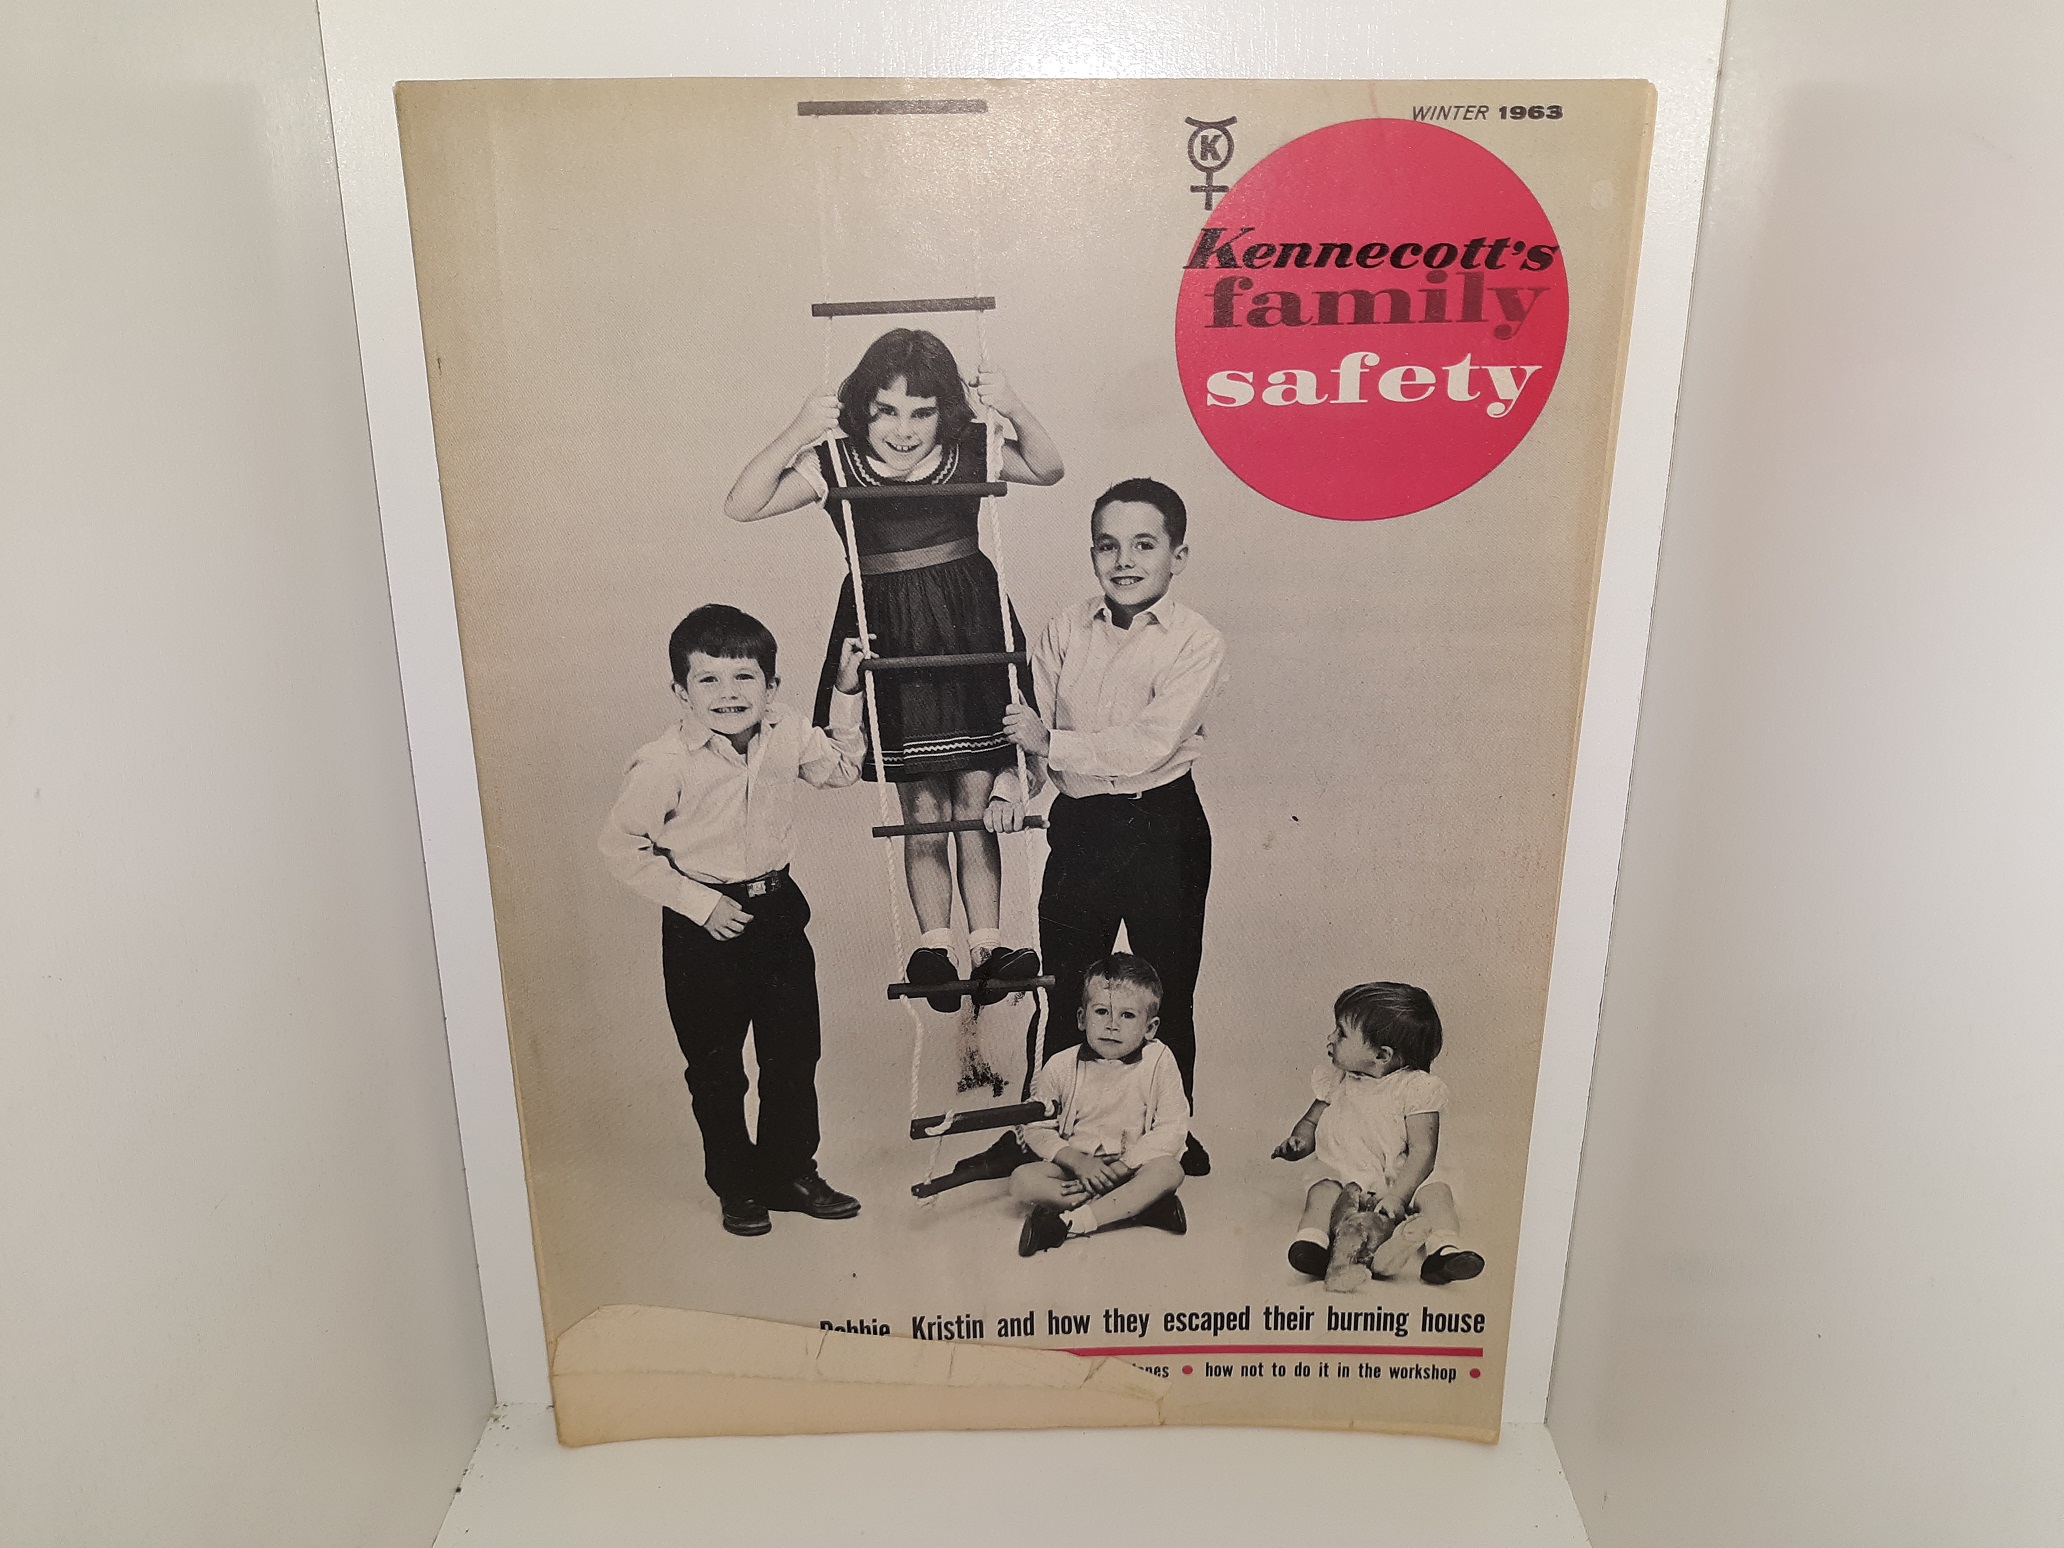 WINTER 1963
K
Kennecott's
family
safety
Kristin and how they escaped their burning house
• how not to do it in the workshop •